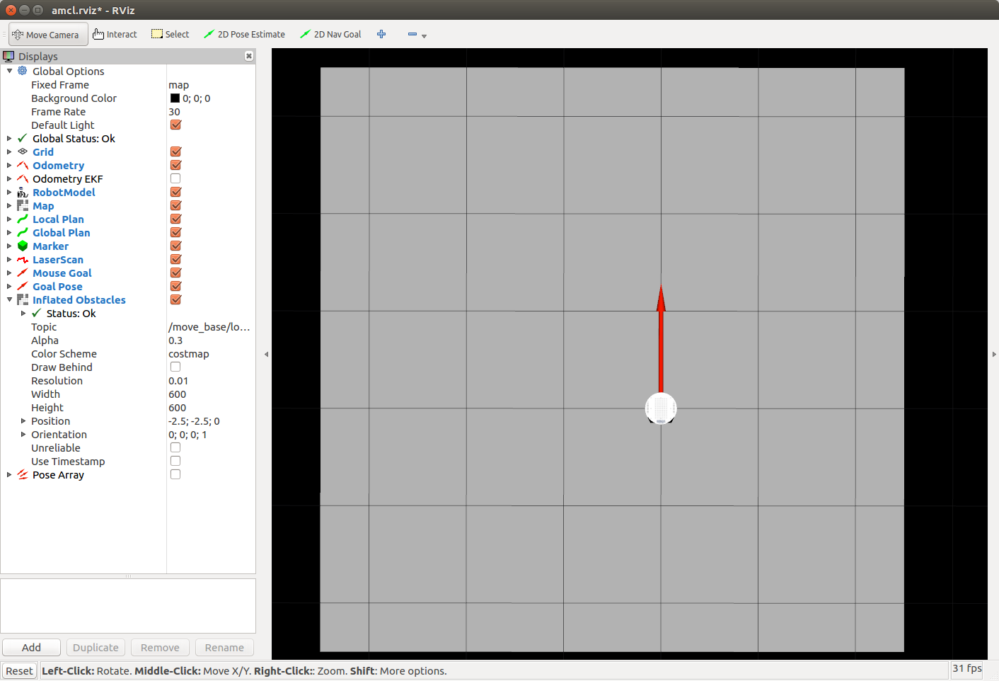 amcl.rviz* - RViz
Move Camera Interact Select 2D Pose Estimate 2D Nav Goal
Displays
Global Options
Fixed Frame map
Background Color 0; 0; 0
Frame Rate 30
Default Light
Global Status: Ok
Grid
Odometry
Odometry EKF
RobotModel
Map
Local Plan
Global Plan
Marker
LaserScan
Mouse Goal
Goal Pose
Inflated Obstacles
Status: Ok
Topic /move_base/lo...
Alpha 0.3
Color Scheme costmap
Draw Behind
Resolution 0.01
Width 600
Height 600
Position -2.5; -2.5; 0
Orientation 0; 0; 0; 1
Unreliable
Use Timestamp
Pose Array
Add Duplicate Remove Rename
Reset Left-Click: Rotate. Middle-Click: Move X/Y. Right-Click:: Zoom. Shift: More options. 31 fps